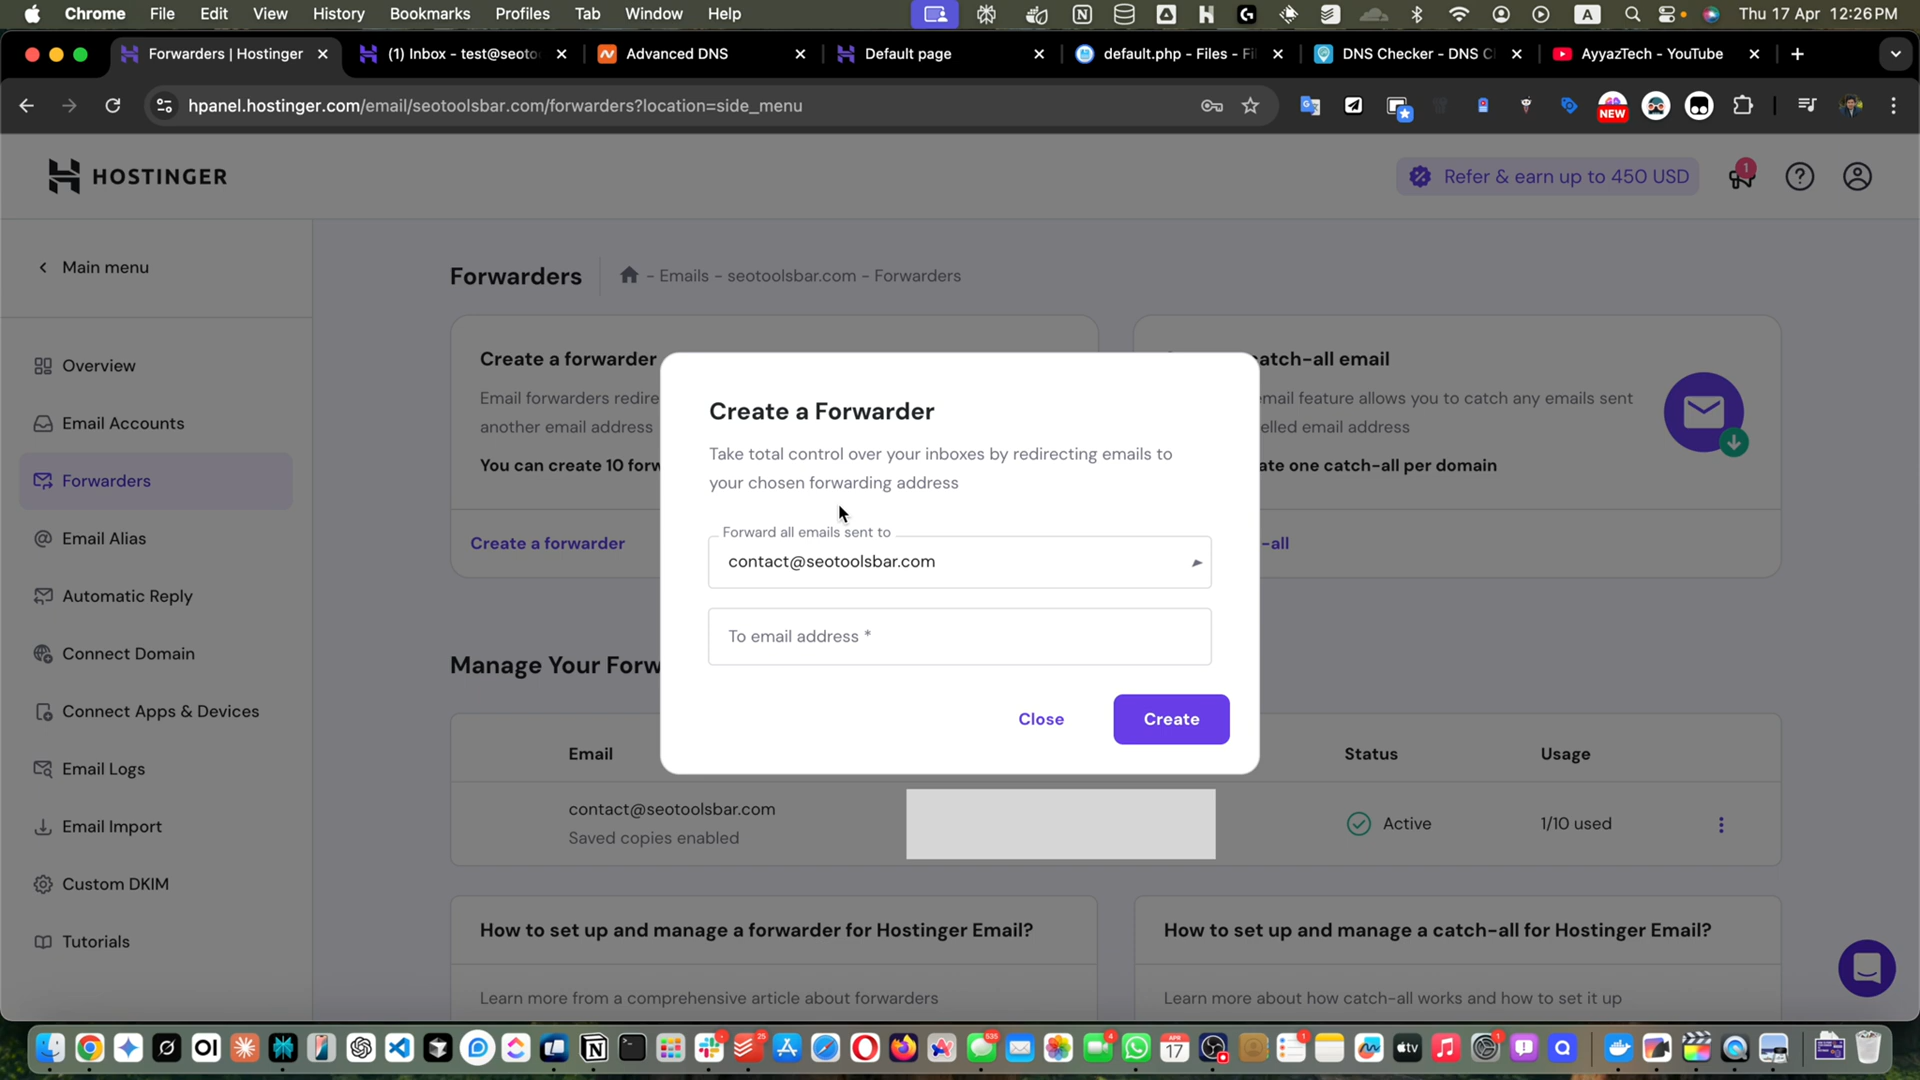 Chrome File Edit View History Bookmarks Profiles Tab Window Help
A
Thu 17 Apr 12:26 PM
Forwarders | Hostinger
(1) Inbox - test@seoto
Advanced DNS
Default page
default.php - Files - Fi
DNS Checker - DNS C
AyyazTech - YouTube
hpanel.hostinger.com/email/seotoolsbar.com/forwarders?location=side_menu
NEW
HOSTINGER
Refer & earn up to 450 USD
1
Main menu
Forwarders
- Emails - seotoolsbar.com - Forwarders
Overview
Email Accounts
Forwarders
Email Alias
Automatic Reply
Connect Domain
Connect Apps & Devices
Email Logs
Email Import
Custom DKIM
Tutorials
Create a forwarder
Email forwarders redire
another email address
You can create 10 forw
Create a forwarder
atch-all email
mail feature allows you to catch any emails sent
elled email address
ate one catch-all per domain
-all
Create a Forwarder
Take total control over your inboxes by redirecting emails to
your chosen forwarding address
Forward all emails sent to
contact@seotoolsbar.com
To email address *
Close
Create
Manage Your Forw
Email
Status
Usage
contact@seotoolsbar.com
Saved copies enabled
Active
1/10 used
How to set up and manage a forwarder for Hostinger Email?
Learn more from a comprehensive article about forwarders
How to set up and manage a catch-all for Hostinger Email?
Learn more about how catch-all works and how to set it up
25
535
4
APR
17
1
tv
1